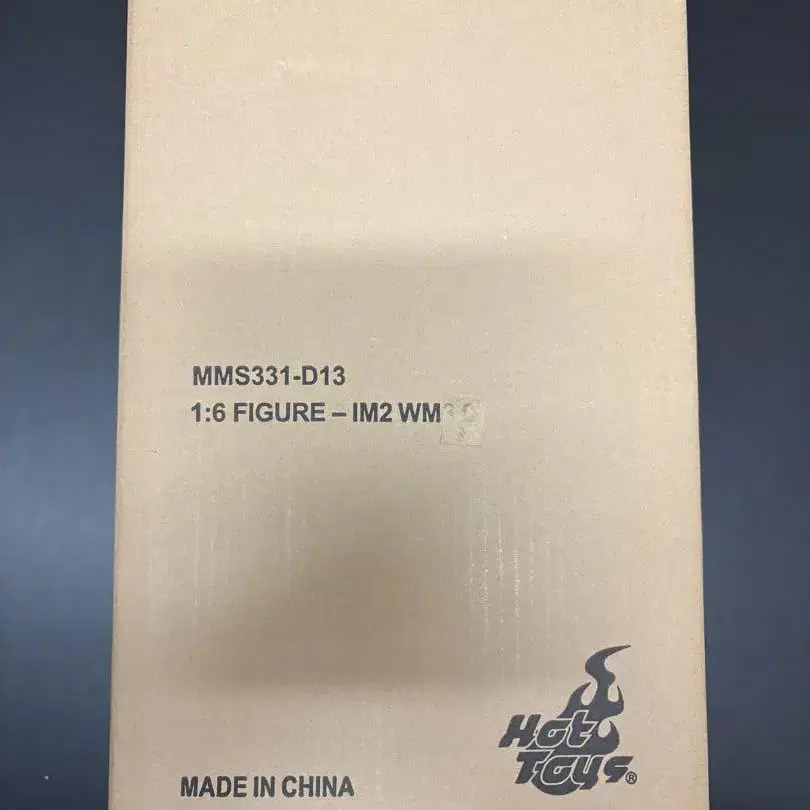 MMS331-D13
1:6 FIGURE – IM2 WM
MADE IN CHINA
Hot
Toys®